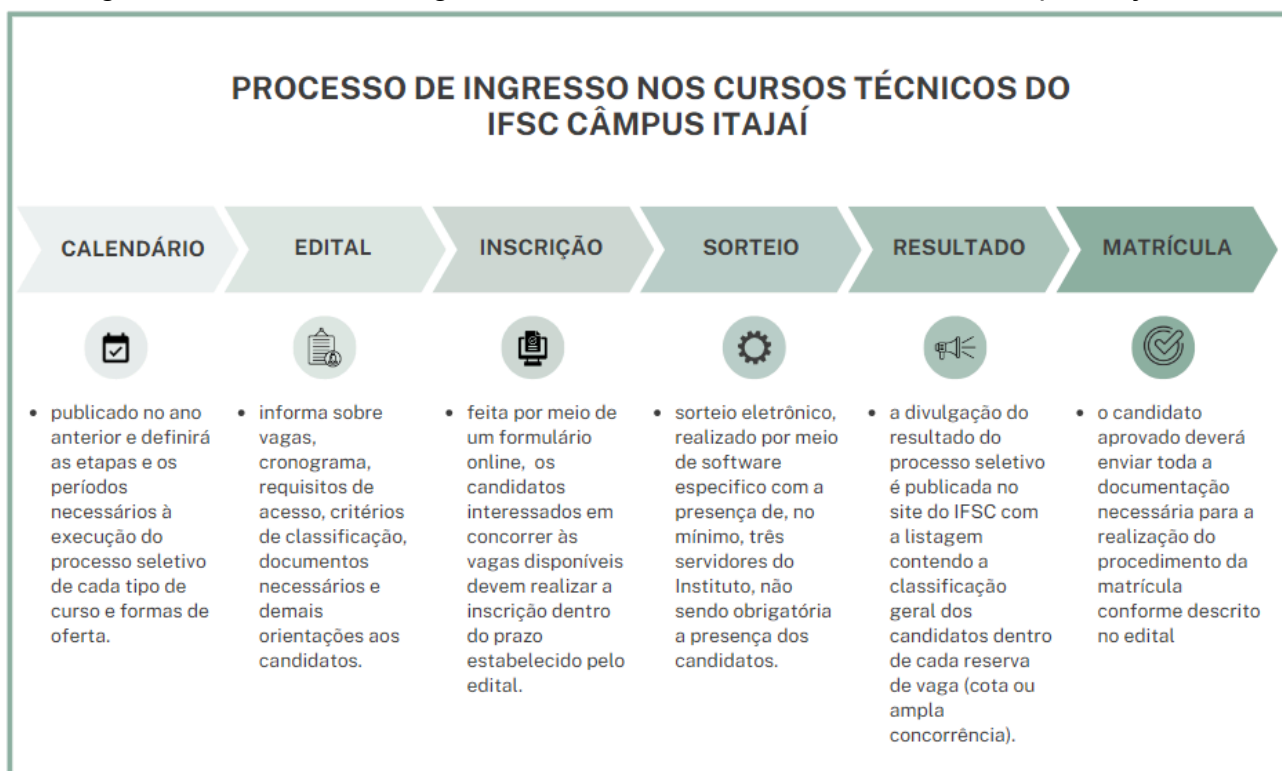 PROCESSO DE INGRESSO NOS CURSOS TÉCNICOS DO
IFSC CÂMPUS ITAJAÍ
CALENDÁRIO
EDITAL
INSCRIÇÃO
SORTEIO
RESULTADO
MATRÍCULA
• publicado no ano
anterior e definirá
as etapas e os
períodos
necessários à
execução do
processo seletivo
de cada tipo de
curso e formas de
oferta.
• informa sobre
vagas,
cronograma,
requisitos de
acesso, critérios
de classificação,
documentos
necessários e
demais
orientações aos
candidatos.
• feita por meio de
um formulário
online, os
candidatos
interessados em
concorrer às
vagas disponíveis
devem realizar a
inscrição dentro
do prazo
estabelecido pelo
edital.
• sorteio eletrônico,
realizado por meio
de software
especifico com a
presença de, no
mínimo, três
servidores do
Instituto, não
sendo obrigatória
a presença dos
candidatos.
• a divulgação do
resultado do
processo seletivo
é publicada no
site do IFSC com
a listagem
contendo a
classificação
geral dos
candidatos dentro
de cada reserva
de vaga (cota ou
ampla
concorrência).
• o candidato
aprovado deverá
enviar toda a
documentação
necessária para a
realização do
procedimento da
matrícula
conforme descrito
no edital